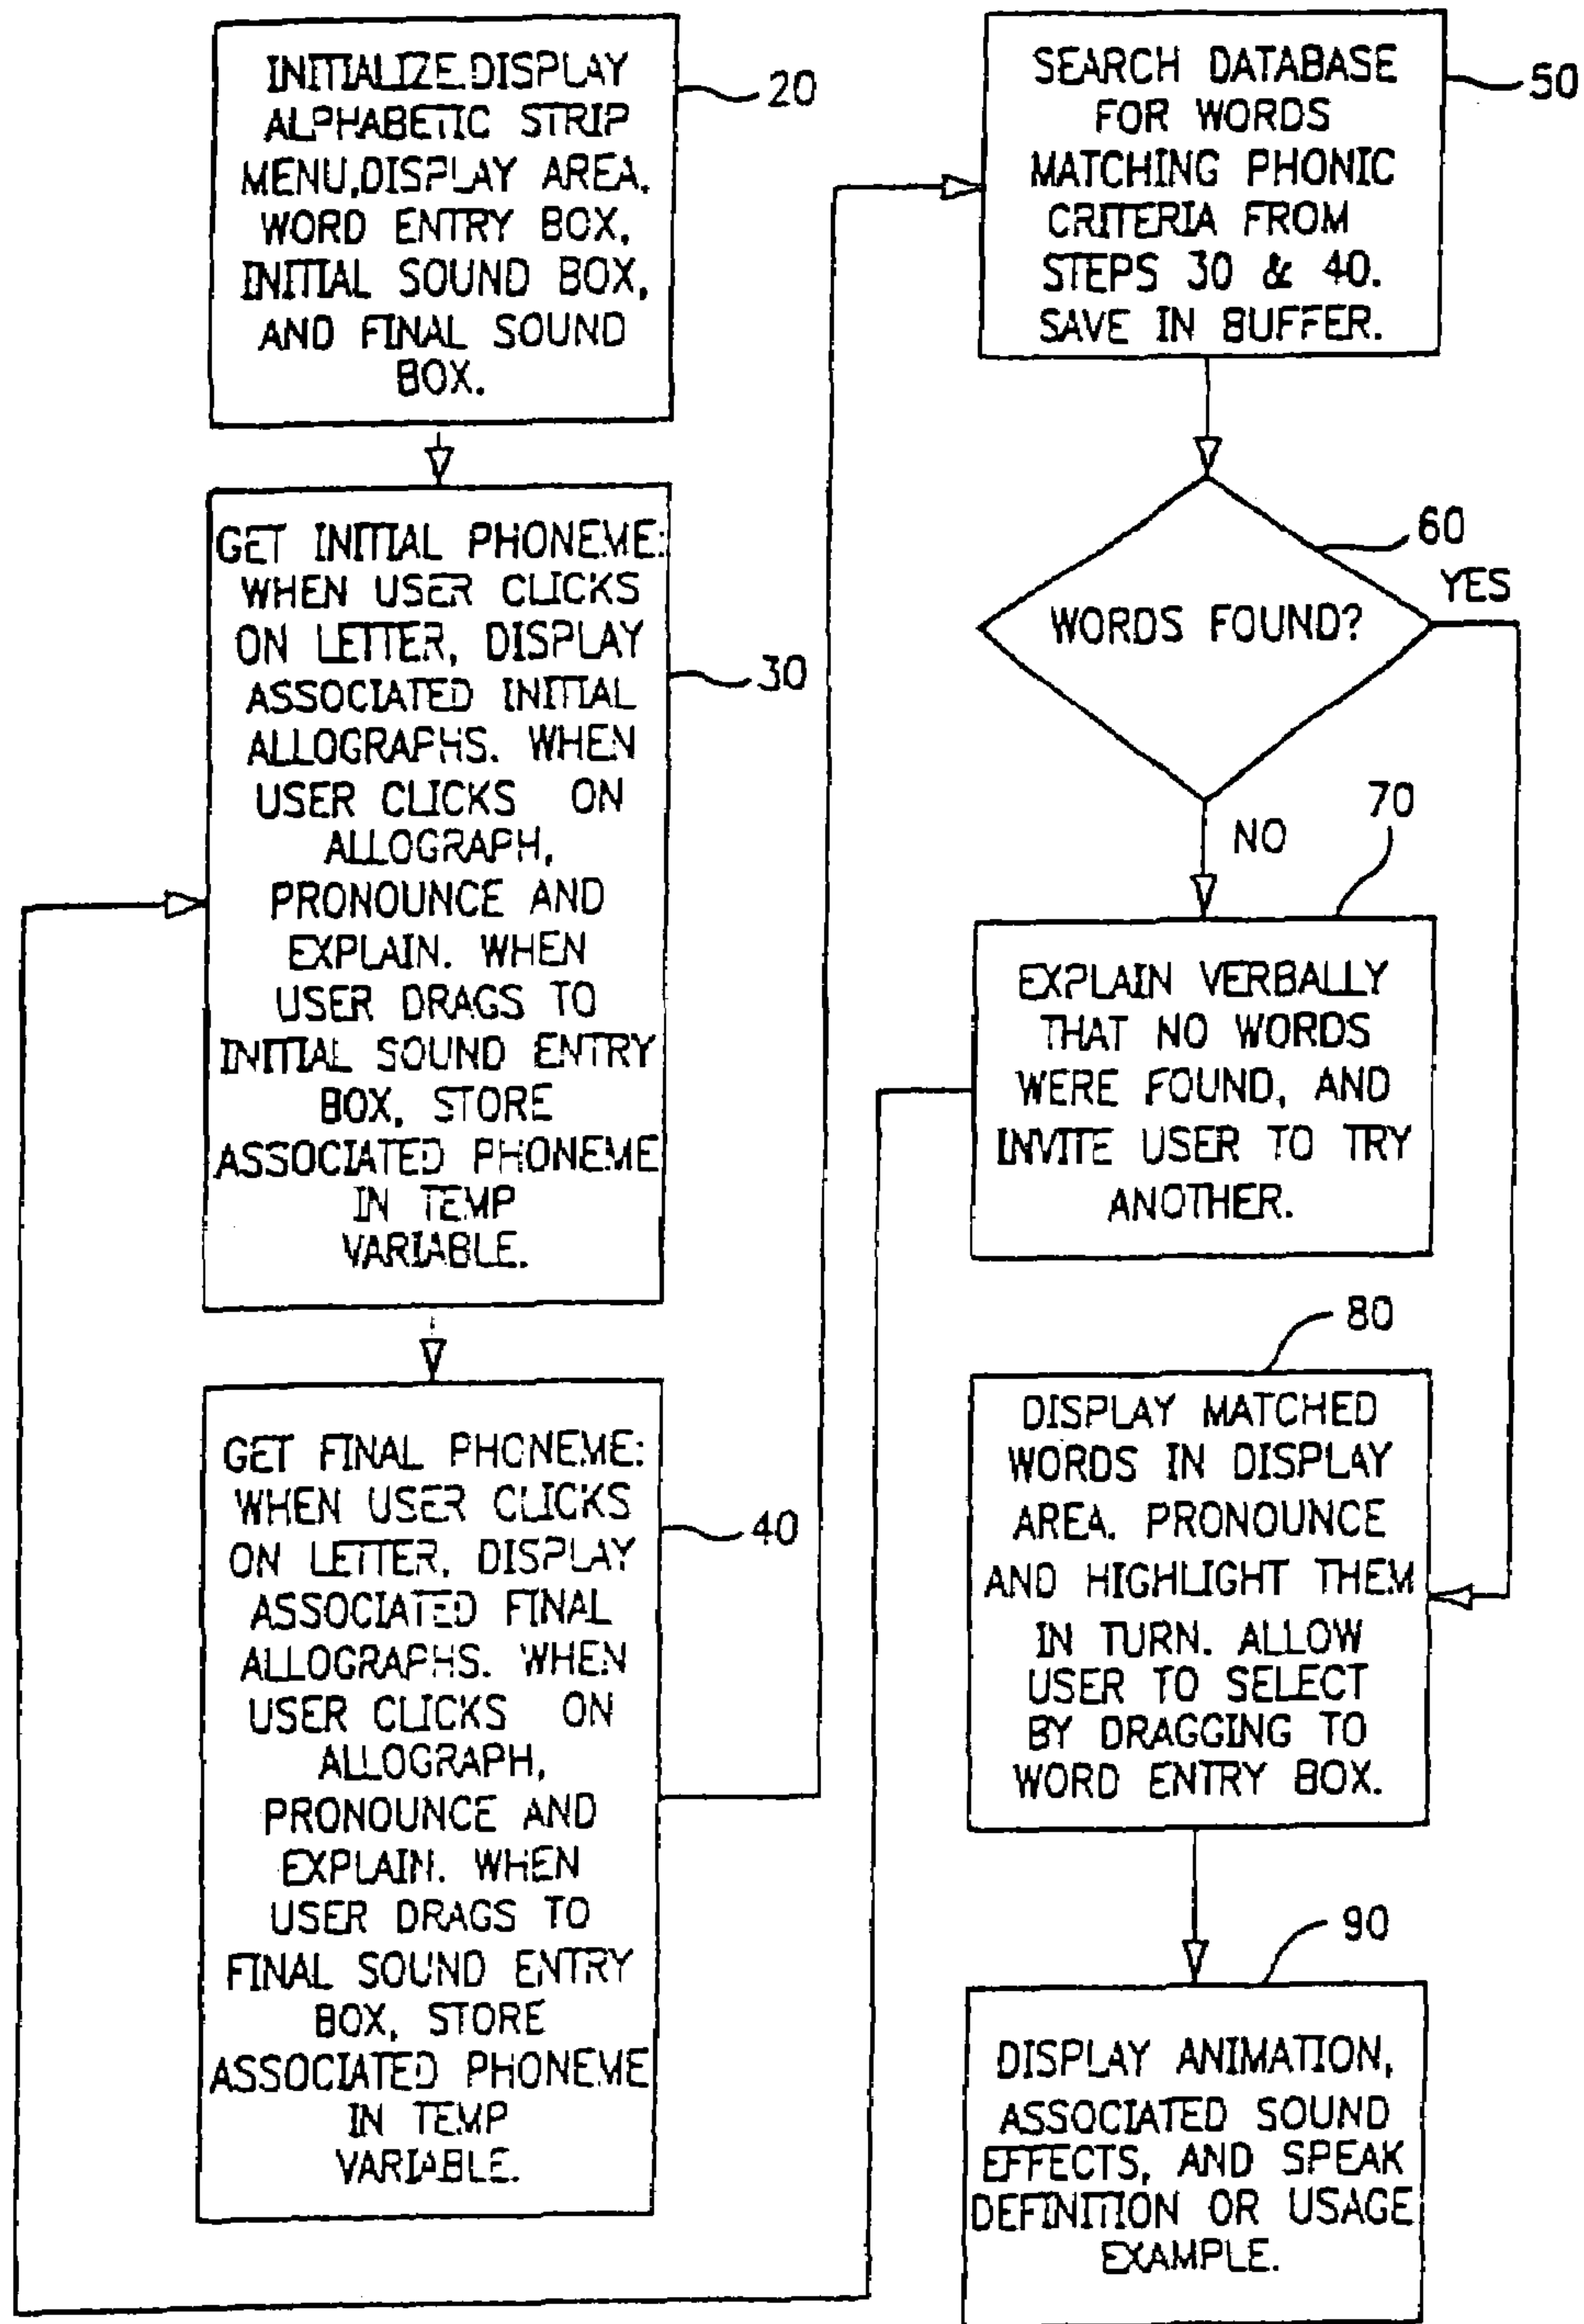 INITIALIZE.DISPLAY
ALPHABETIC STRIP
MENU,DISPLAY AREA,
WORD ENTRY BOX,
INITIAL SOUND BOX,
AND FINAL SOUND
BOX.
20
GET INITIAL PHONEME:
WHEN USER CLICKS
ON LETTER, DISPLAY
ASSOCIATED INITIAL
ALLOGRAPHS. WHEN
USER CLICKS ON
ALLOGRAPH,
PRONOUNCE AND
EXPLAIN. WHEN
USER DRAGS TO
INITIAL SOUND ENTRY
BOX, STORE
ASSOCIATED PHONEME
IN TEMP
VARIABLE.
30
GET FINAL PHONEME:
WHEN USER CLICKS
ON LETTER, DISPLAY
ASSOCIATED FINAL
ALLOGRAPHS. WHEN
USER CLICKS ON
ALLOGRAPH,
PRONOUNCE AND
EXPLAIN. WHEN
USER DRAGS TO
FINAL SOUND ENTRY
BOX, STORE
ASSOCIATED PHONEME
IN TEMP
VARIABLE.
40
SEARCH DATABASE
FOR WORDS
MATCHING PHONIC
CRITERIA FROM
STEPS 30 & 40.
SAVE IN BUFFER.
50
WORDS FOUND?
60
YES
NO
70
EXPLAIN VERBALLY
THAT NO WORDS
WERE FOUND, AND
INVITE USER TO TRY
ANOTHER.
80
DISPLAY MATCHED
WORDS IN DISPLAY
AREA. PRONOUNCE
AND HIGHLIGHT THEM
IN TURN. ALLOW
USER TO SELECT
BY DRAGGING TO
WORD ENTRY BOX.
90
DISPLAY ANIMATION,
ASSOCIATED SOUND
EFFECTS, AND SPEAK
DEFINITION OR USAGE
EXAMPLE.